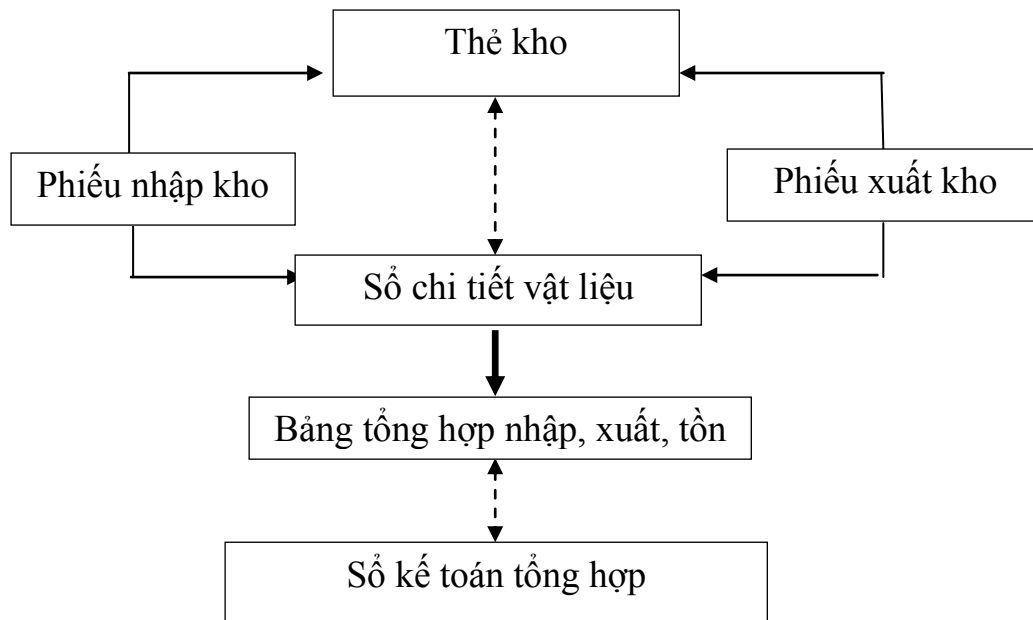 Thẻ kho
Phiếu nhập kho
Phiếu xuất kho
Sổ chi tiết vật liệu
Bảng tổng hợp nhập, xuất, tồn
Sổ kế toán tổng hợp